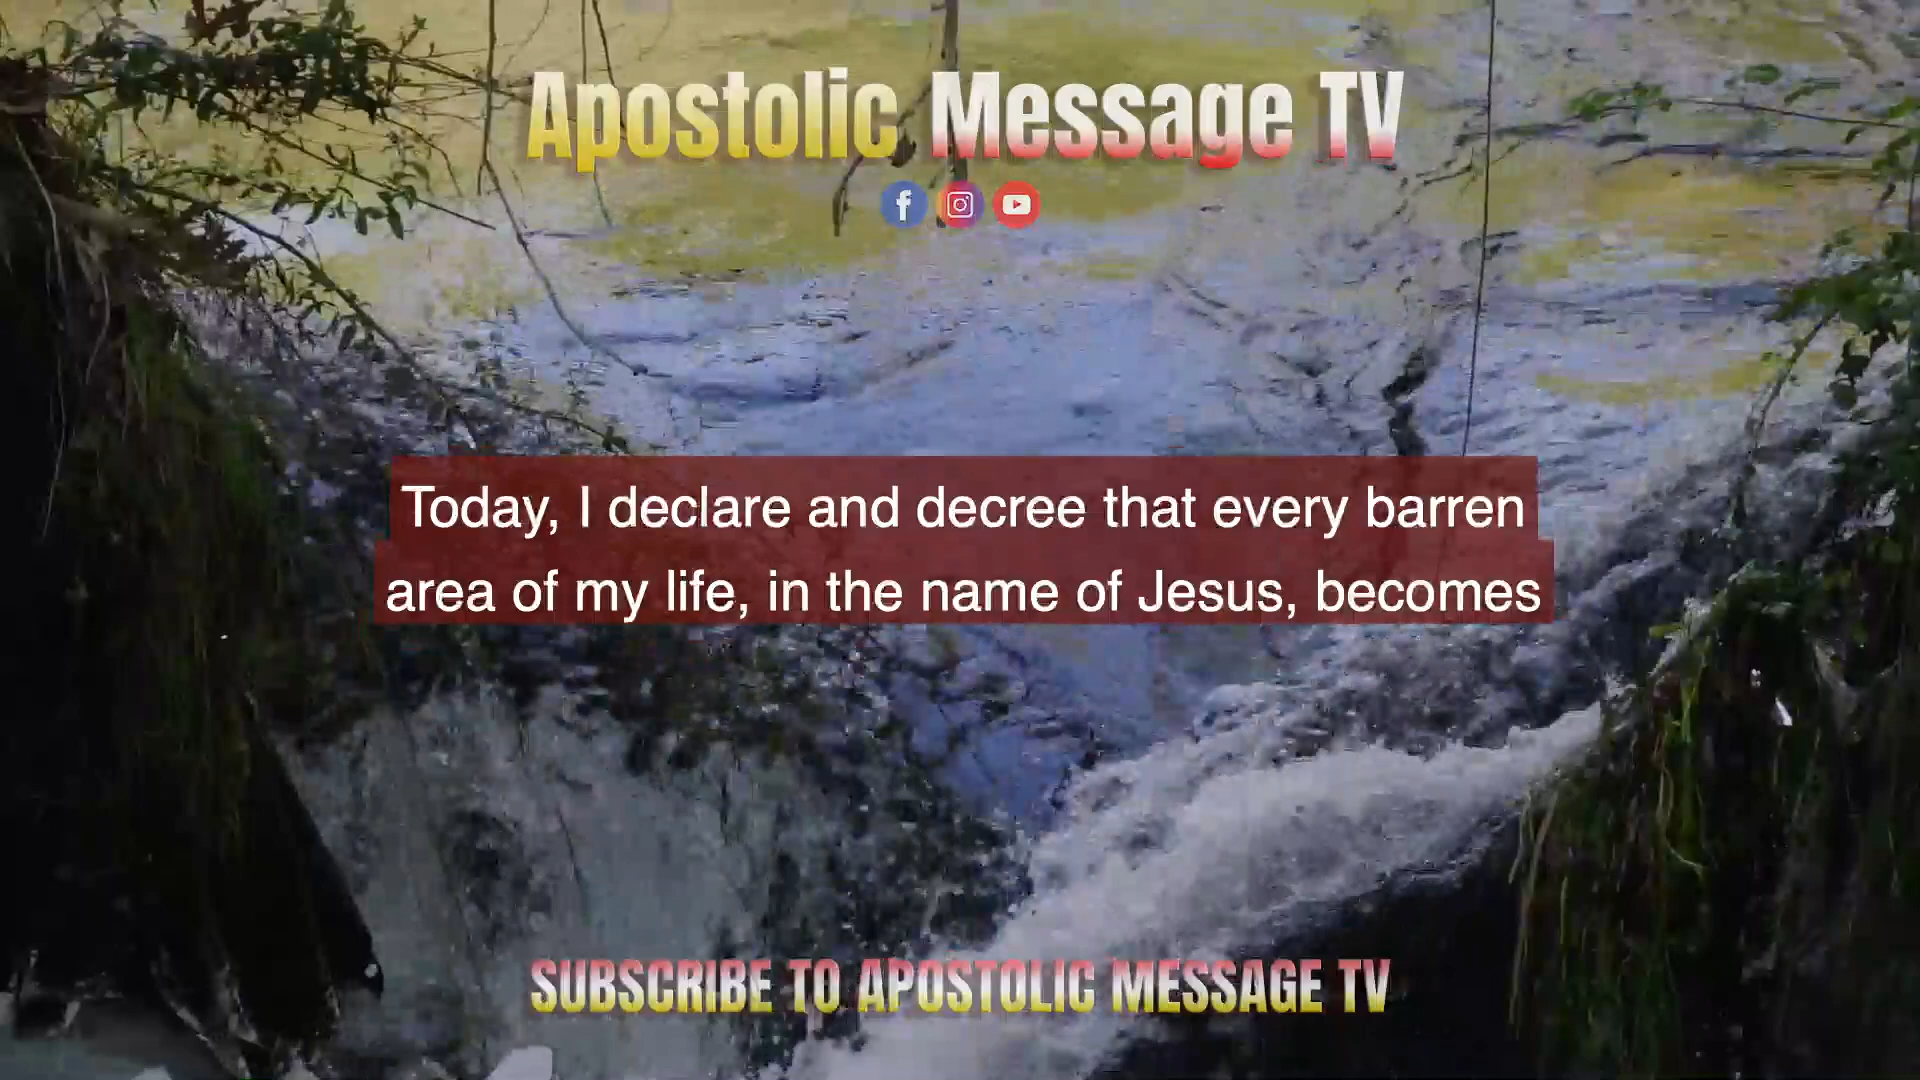 Apostolic Message TV
Today, I declare and decree that every barren
area of my life, in the name of Jesus, becomes
SUBSCRIBE TO APOSTOLIC MESSAGE TV